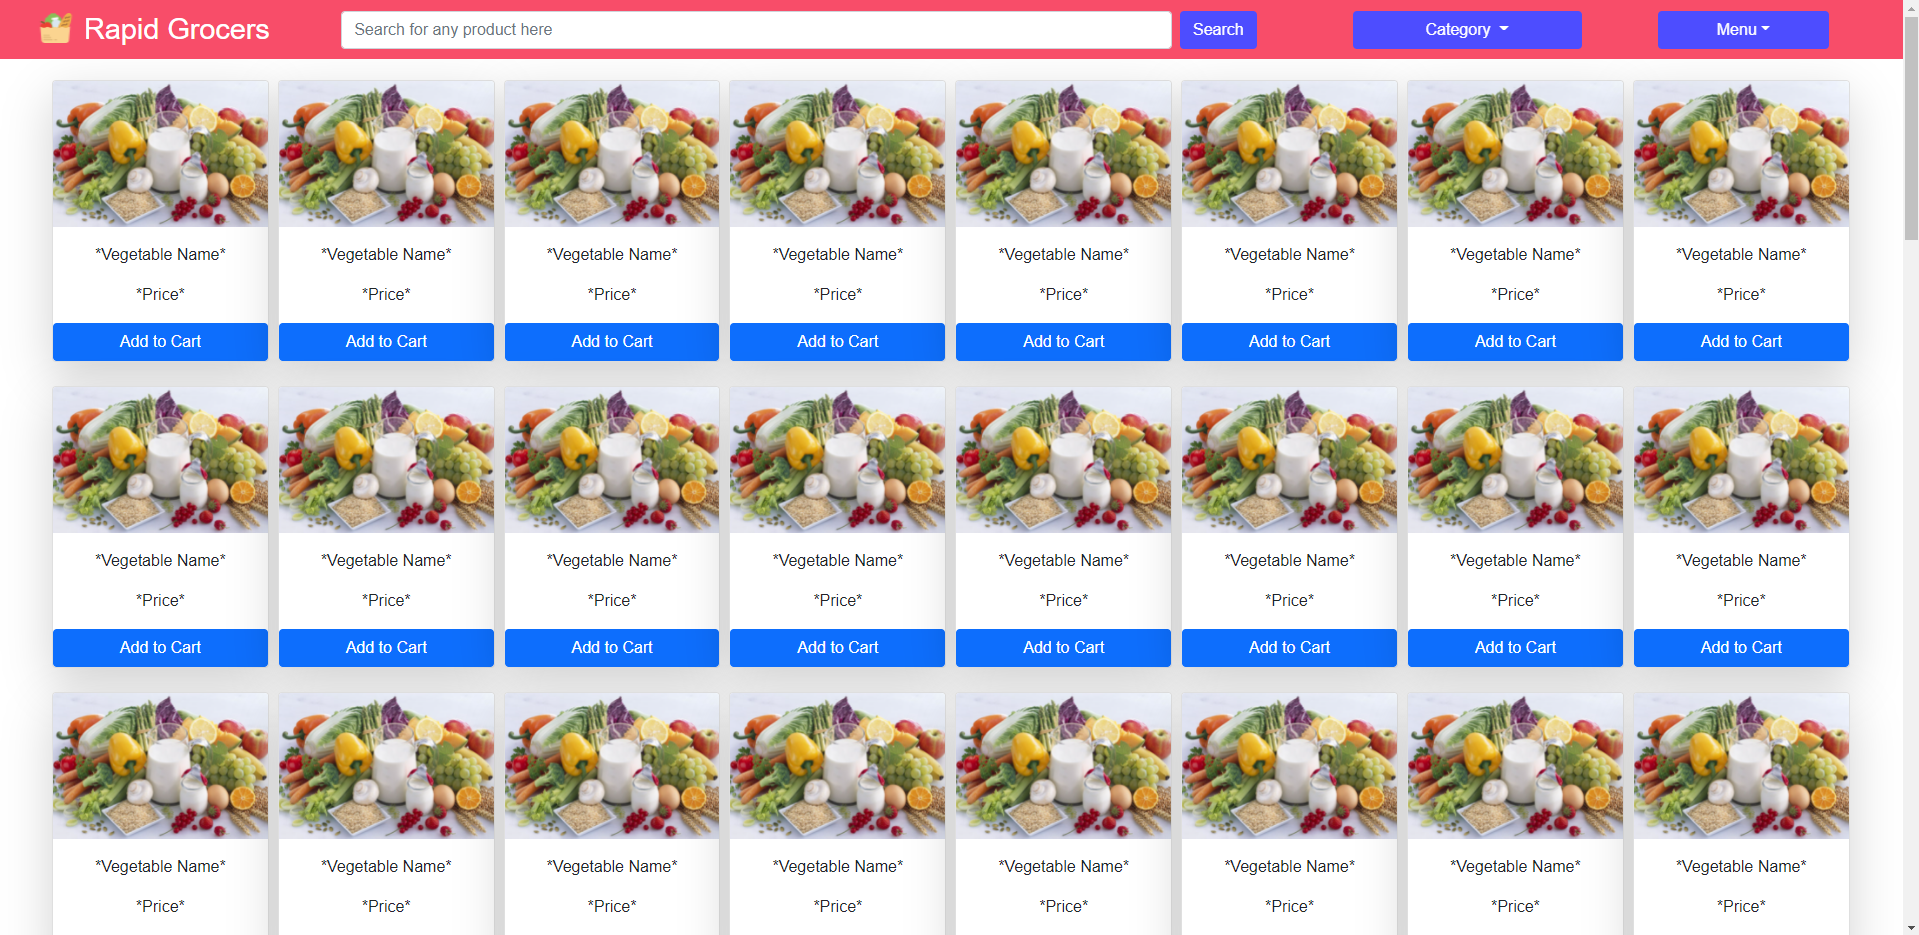 Rapid Grocers Search for any product here Search Category Menu
*Vegetable Name* *Vegetable Name* *Vegetable Name* *Vegetable Name* *Vegetable Name* *Vegetable Name* *Vegetable Name* *Vegetable Name*
*Price* *Price* *Price* *Price* *Price* *Price* *Price* *Price*
Add to Cart Add to Cart Add to Cart Add to Cart Add to Cart Add to Cart Add to Cart Add to Cart
*Vegetable Name* *Vegetable Name* *Vegetable Name* *Vegetable Name* *Vegetable Name* *Vegetable Name* *Vegetable Name* *Vegetable Name*
*Price* *Price* *Price* *Price* *Price* *Price* *Price* *Price*
Add to Cart Add to Cart Add to Cart Add to Cart Add to Cart Add to Cart Add to Cart Add to Cart
*Vegetable Name* *Vegetable Name* *Vegetable Name* *Vegetable Name* *Vegetable Name* *Vegetable Name* *Vegetable Name* *Vegetable Name*
*Price* *Price* *Price* *Price* *Price* *Price* *Price* *Price*